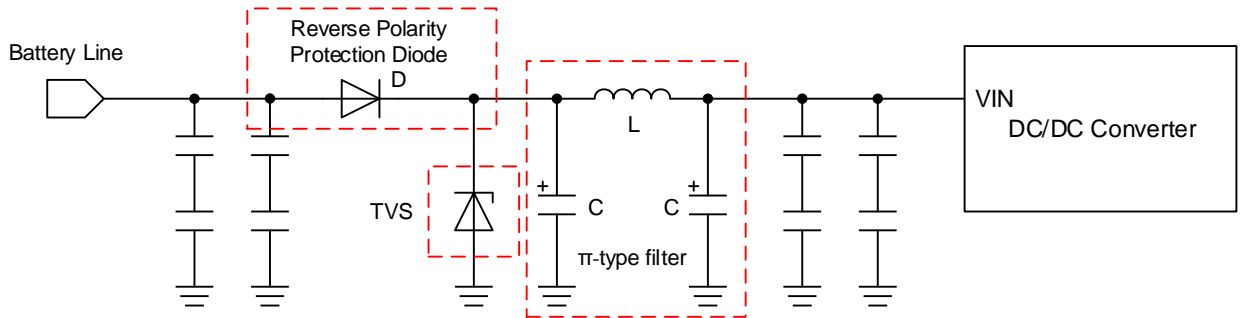 Reverse Polarity
Protection Diode
Battery Line
D
VIN
DC/DC Converter
L
TVS
+
C
+
C
π-type filter